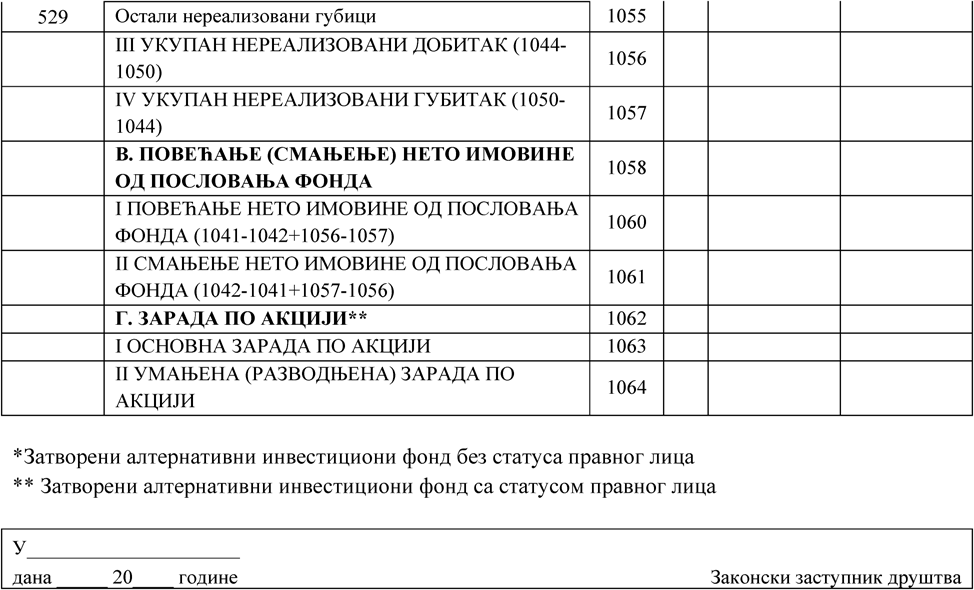 529 Остали нереализовани губици 1055
III УКУПАН НЕРЕАЛИЗОВАНИ ДОБИТАК (1044-
1050) 1056
IV УКУПАН НЕРЕАЛИЗОВАНИ ГУБИТАК (1050-
1044) 1057
В. ПОВЕЋАЊЕ (СМАЊЕЊЕ) НЕТО ИМОВИНЕ
ОД ПОСЛОВАЊА ФОНДА 1058
I ПОВЕЋАЊЕ НЕТО ИМОВИНЕ ОД ПОСЛОВАЊА
ФОНДА (1041-1042+1056-1057) 1060
II СМАЊЕЊЕ НЕТО ИМОВИНЕ ОД ПОСЛОВАЊА
ФОНДА (1042-1041+1057-1056) 1061
Г. ЗАРАДА ПО АКЦИЈИ** 1062
I ОСНОВНА ЗАРАДА ПО АКЦИЈИ 1063
II УМАЊЕНА (РАЗВОДЊЕНА) ЗАРАДА ПО
АКЦИЈИ 1064
*Затворени алтернативни инвестициони фонд без статуса правног лица
** Затворени алтернативни инвестициони фонд са статусом правног лица
У_____________________
дана _____ 20____ године Законски заступник друштва